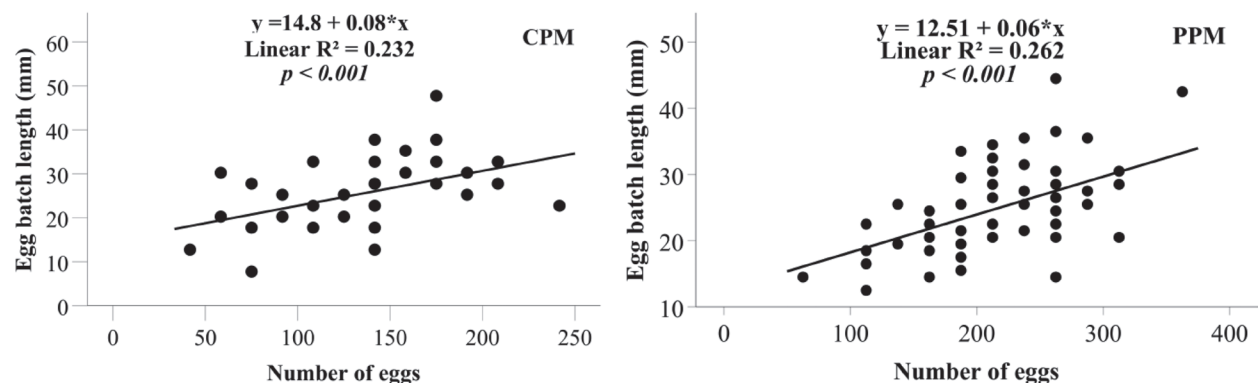 y =14.8 + 0.08*x
Linear R² = 0.232
p < 0.001
CPM
Egg batch length (mm)
60
50
40
30
20
10
0
0 50 100 150 200 250
Number of eggs
y = 12.51 + 0.06*x
Linear R² = 0.262
p < 0.001
PPM
Egg batch length (mm)
50
40
30
20
10
0 100 200 300 400
Number of eggs